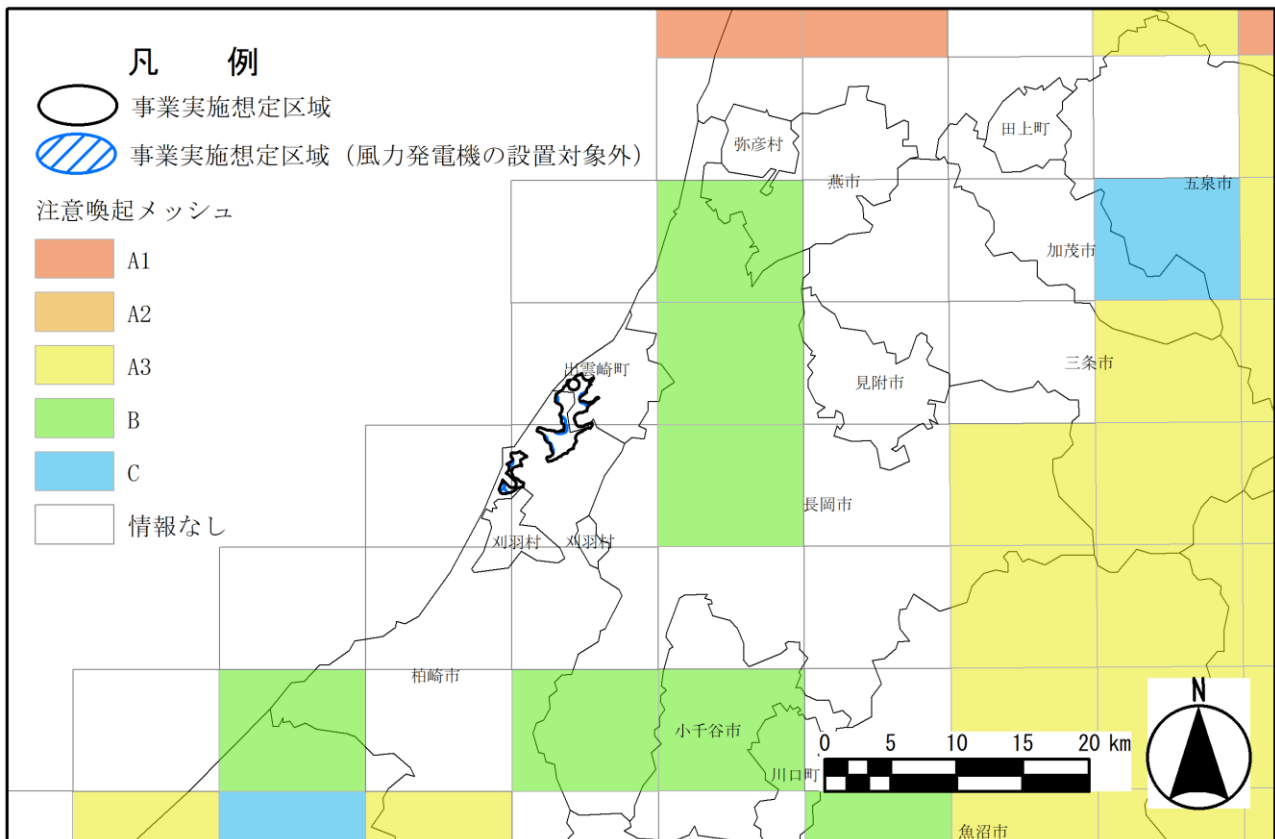 凡　例
事業実施想定区域
事業実施想定区域（風力発電機の設置対象外）
注意喚起メッシュ
A1
A2
A3
B
C
情報なし
弥彦村
田上町
燕市
五泉市
加茂市
出雲崎町
見附市
三条市
長岡市
刈羽村
刈羽村
柏崎市
小千谷市
川口町
魚沼市
0 5 10 15 20 km
N